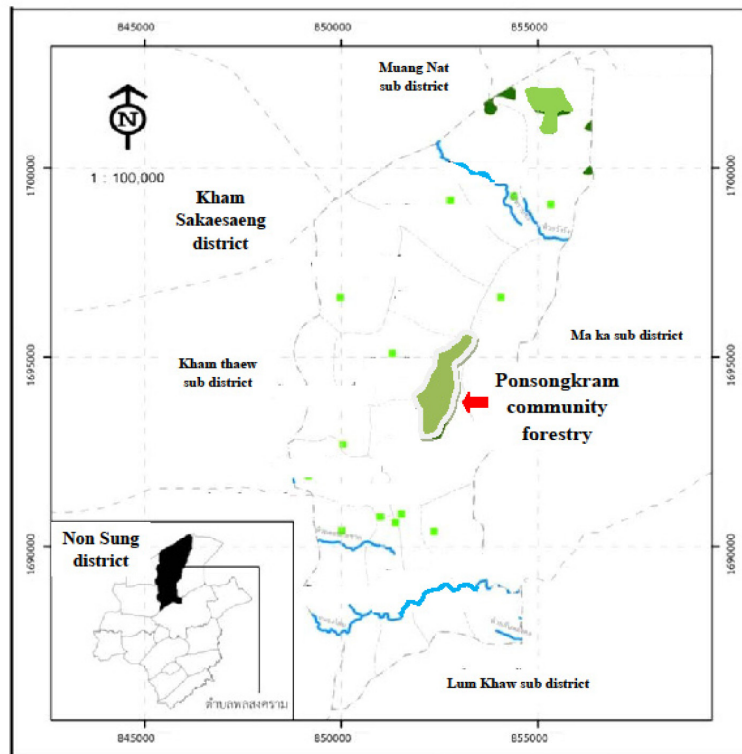 845000
850000
855000
Muang Nat
sub district
N
1 : 100,000
1700000
1700000
Kham
Sakaesaeng
district
Ma ka sub district
1695000
1695000
Kham thaew
sub district
Ponsongkram
community
forestry
1690000
1690000
Non Sung
district
ตำบลพลสงคราม
Lum Khaw sub district
845000
850000
855000